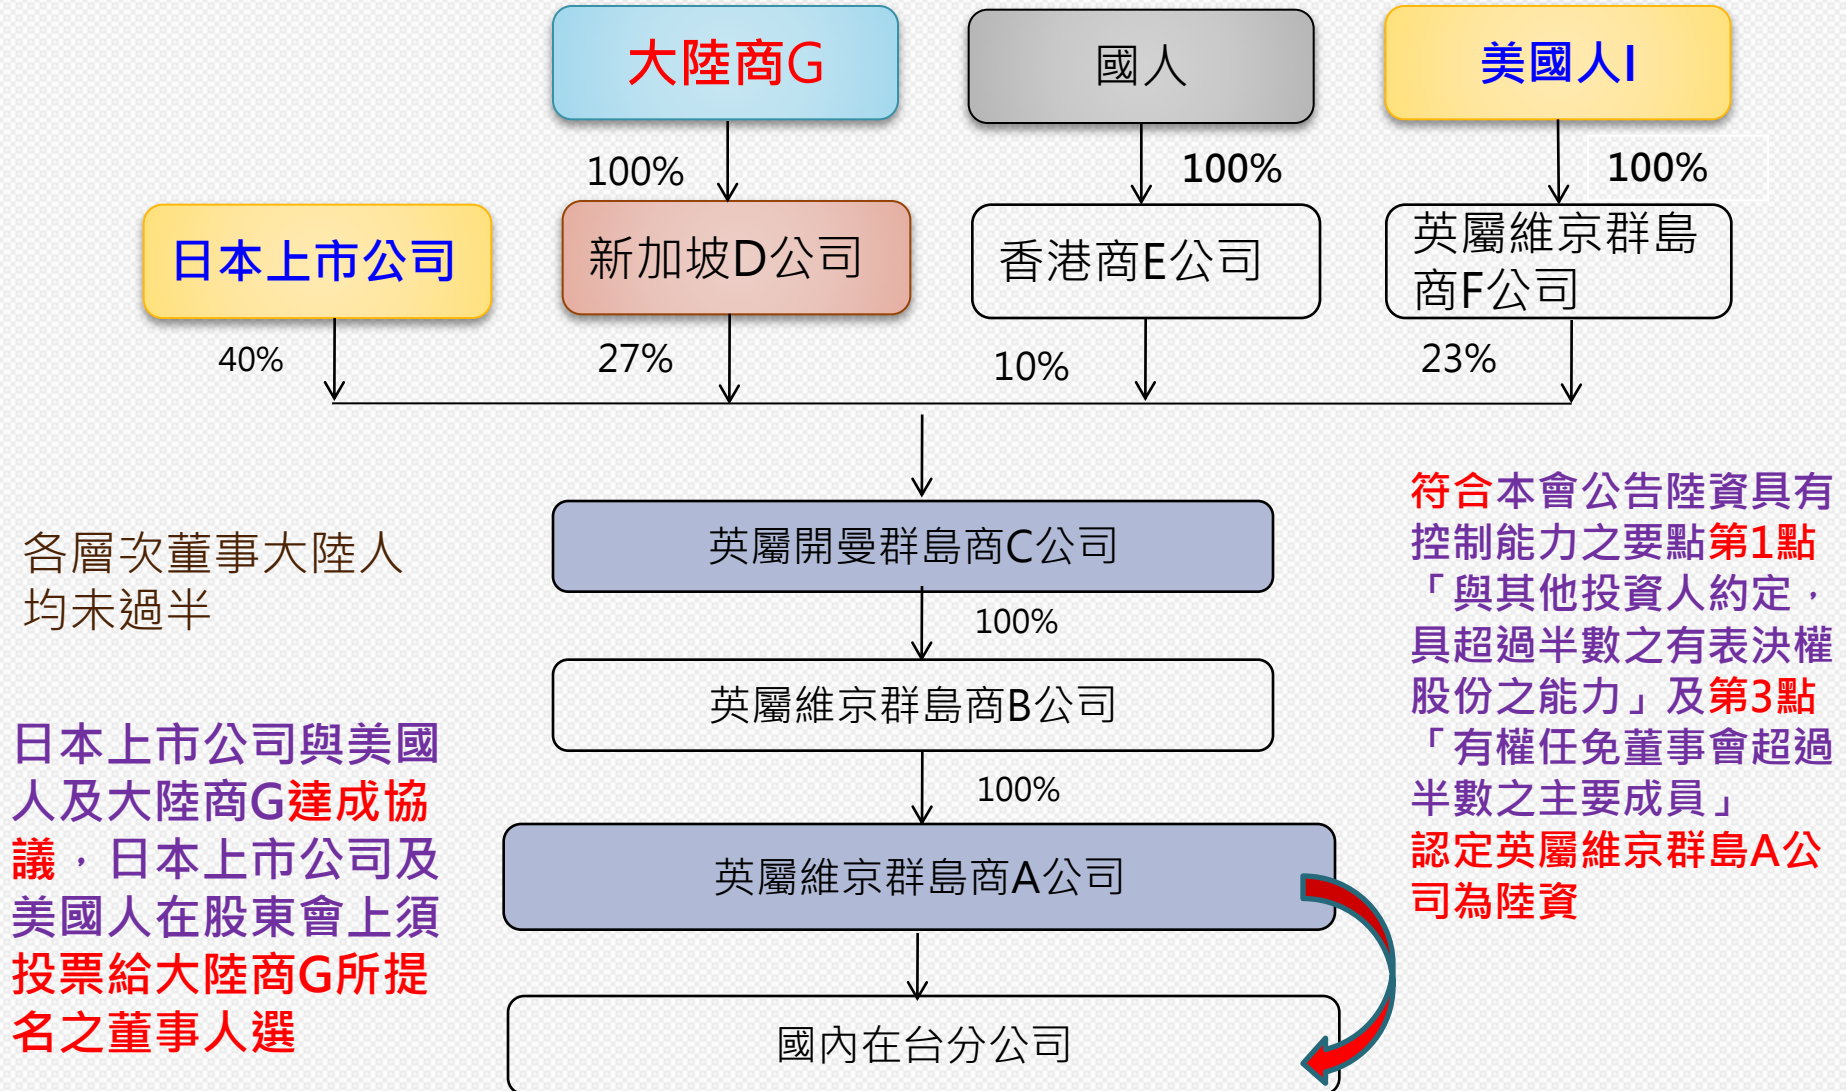 大陸商G
國人
美國人I
100%
100%
100%
日本上市公司
新加坡D公司
香港商E公司
英屬維京群島
商F公司
40%
27%
10%
23%
英屬開曼群島商C公司
100%
英屬維京群島商B公司
100%
英屬維京群島商A公司
國內在台分公司
各層次董事大陸人
均未過半
日本上市公司與美國
人及大陸商G達成協
議，日本上市公司及
美國人在股東會上須
投票給大陸商G所提
名之董事人選
符合本會公告陸資具有
控制能力之要點第1點
「與其他投資人約定，
具超過半數之有表決權
股份之能力」及第3點
「有權任免董事會超過
半數之主要成員」
認定英屬維京群島A公
司為陸資